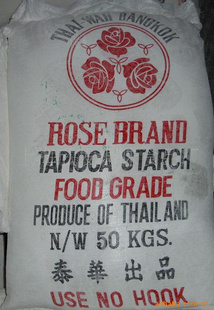 THAI WAH BANGKOK
ROSE BRAND
TAPIOCA STARCH
FOOD GRADE
PRODUCE OF THAILAND
N/W 50 KGS.
泰華出品
USE NO HOOK